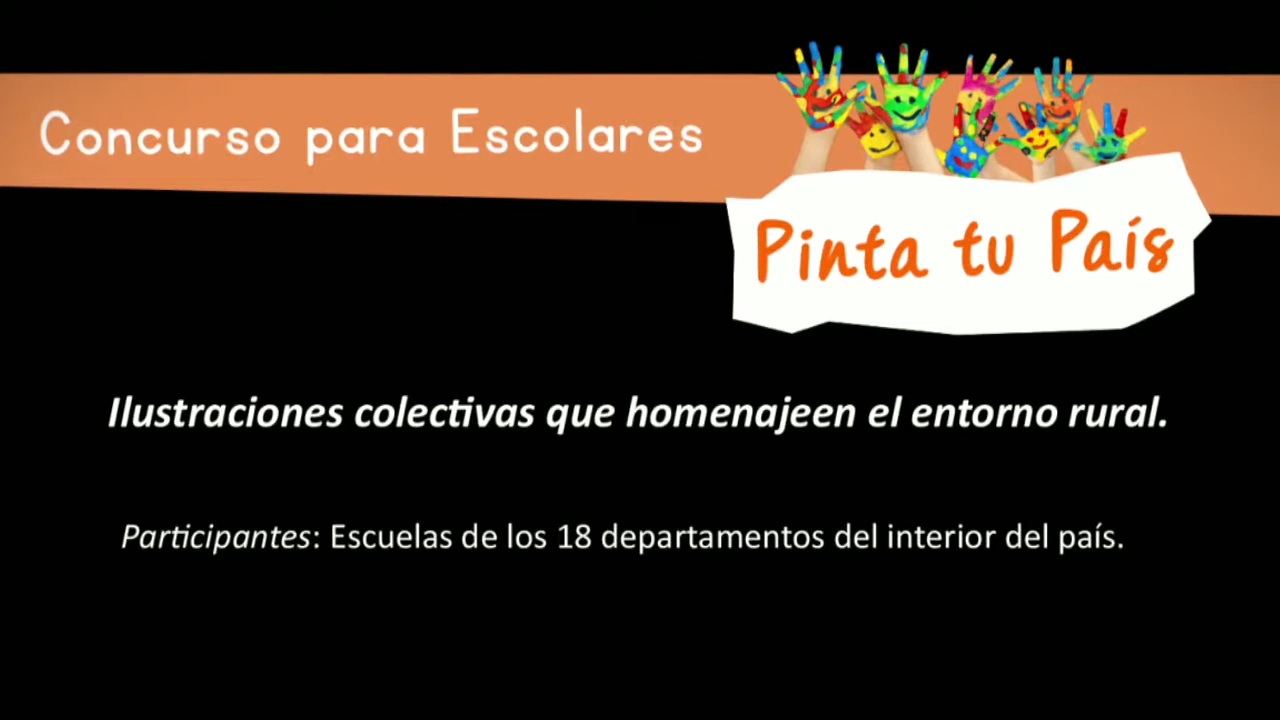 Concurso para Escolares
Pinta tu País
Ilustraciones colectivas que homenajeen el entorno rural.
Participantes: Escuelas de los 18 departamentos del interior del país.